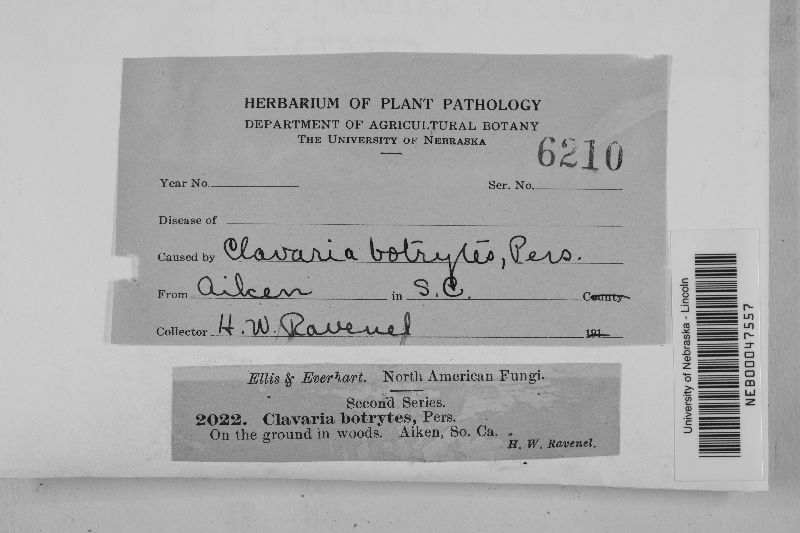 HERBARIUM OF PLANT PATHOLOGY
DEPARTMENT OF AGRICULTURAL BOTANY
THE UNIVERSITY OF NEBRASKA
6210
Year No.
Ser. No.
Disease of
Caused by Clavaria botrytes, Pers.
From Aiken in S.C. County
Collector H. W. Ravenel 191
Ellis & Everhart. North American Fungi.
Second Series.
2022. Clavaria botrytes, Pers.
On the ground in woods. Aiken, So. Ca.
H. W. Ravenel.
University of Nebraska - Lincoln
NEB00047557